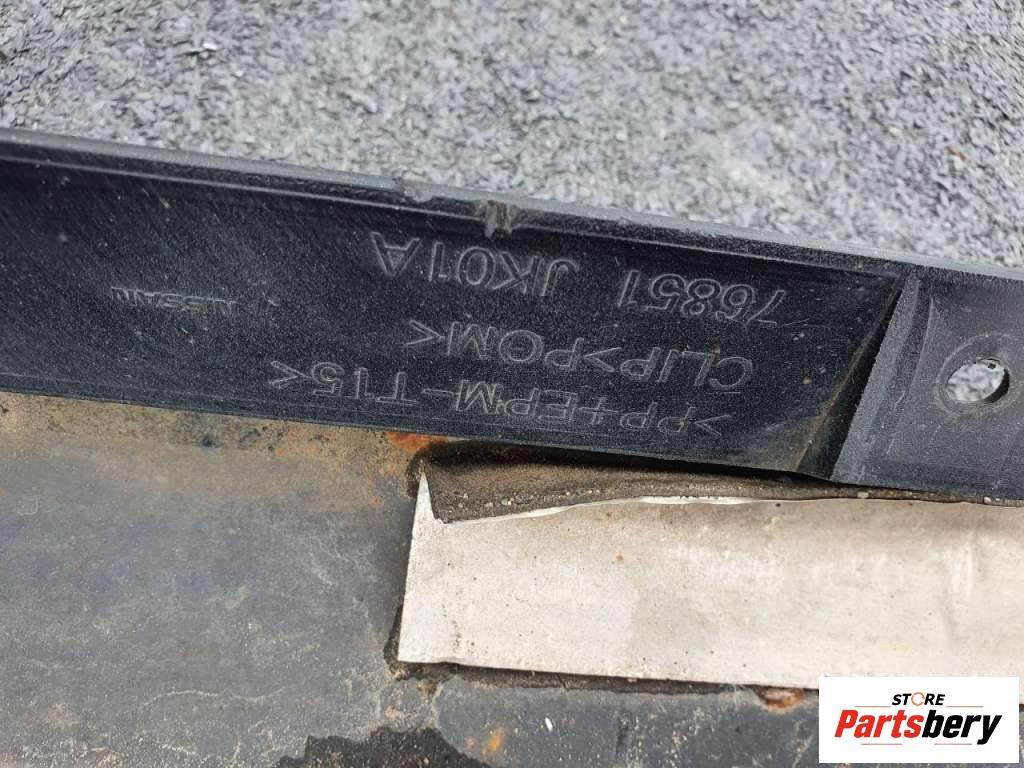 76851 JK01A
CLIP>POM<
>PP+EPM-T15<
NISSAN
STORE
Partsbery